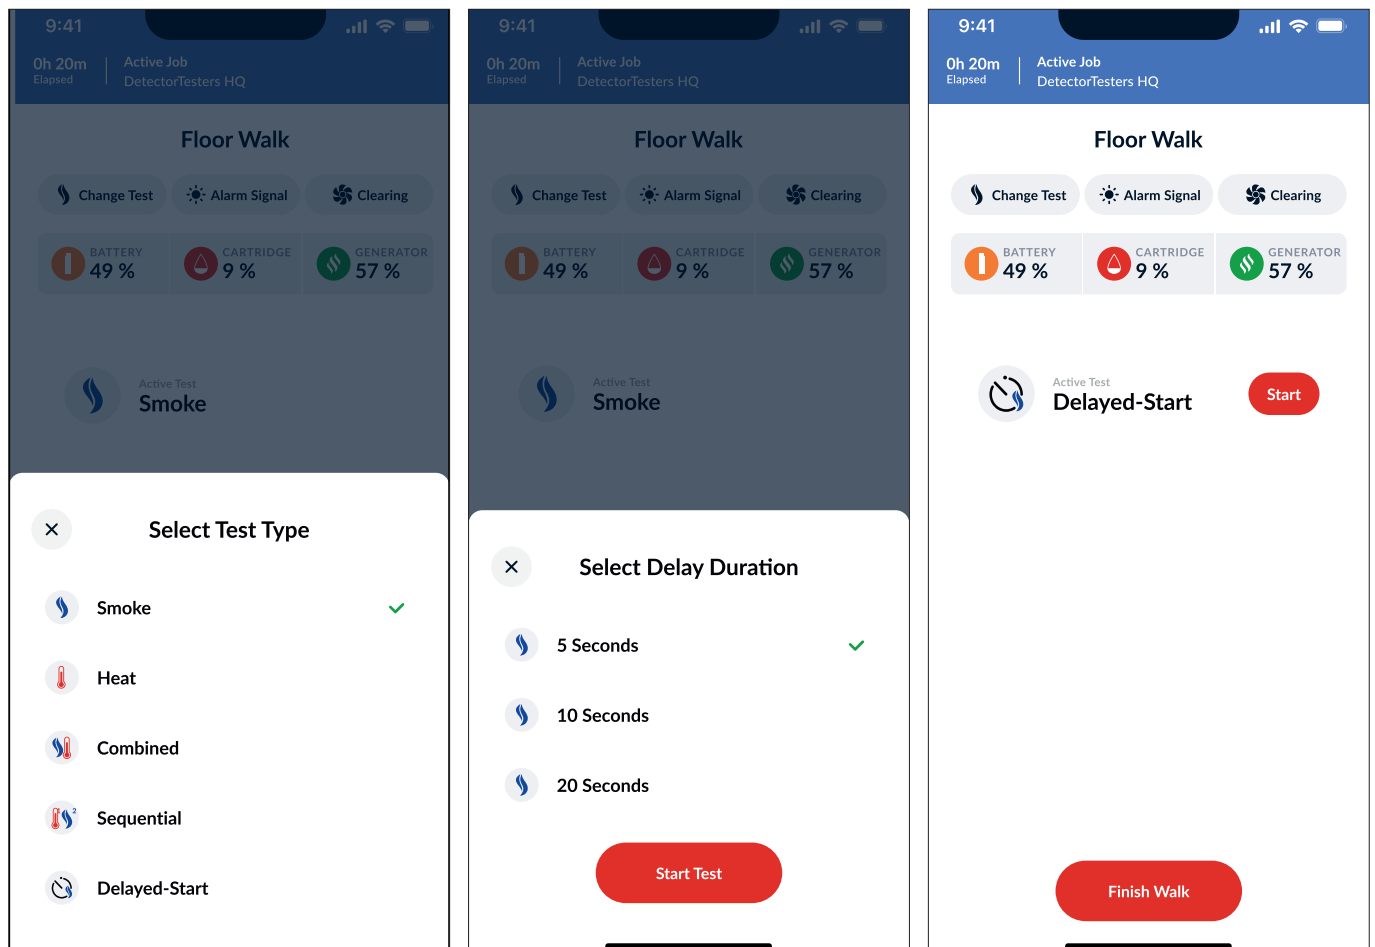 9:41
0h 20m
Elapsed
Active Job
DetectorTesters HQ
Floor Walk
Change Test
Alarm Signal
Clearing
BATTERY
49 %
CARTRIDGE
9 %
GENERATOR
57 %
Active Test
Smoke
Select Test Type
Smoke
Heat
Combined
2
Sequential
Delayed-Start
9:41
0h 20m
Elapsed
Active Job
DetectorTesters HQ
Floor Walk
Change Test
Alarm Signal
Clearing
BATTERY
49 %
CARTRIDGE
9 %
GENERATOR
57 %
Active Test
Smoke
Select Delay Duration
5 Seconds
10 Seconds
20 Seconds
Start Test
9:41
0h 20m
Elapsed
Active Job
DetectorTesters HQ
Floor Walk
Change Test
Alarm Signal
Clearing
BATTERY
49 %
CARTRIDGE
9 %
GENERATOR
57 %
Active Test
Delayed-Start
Start
Finish Walk